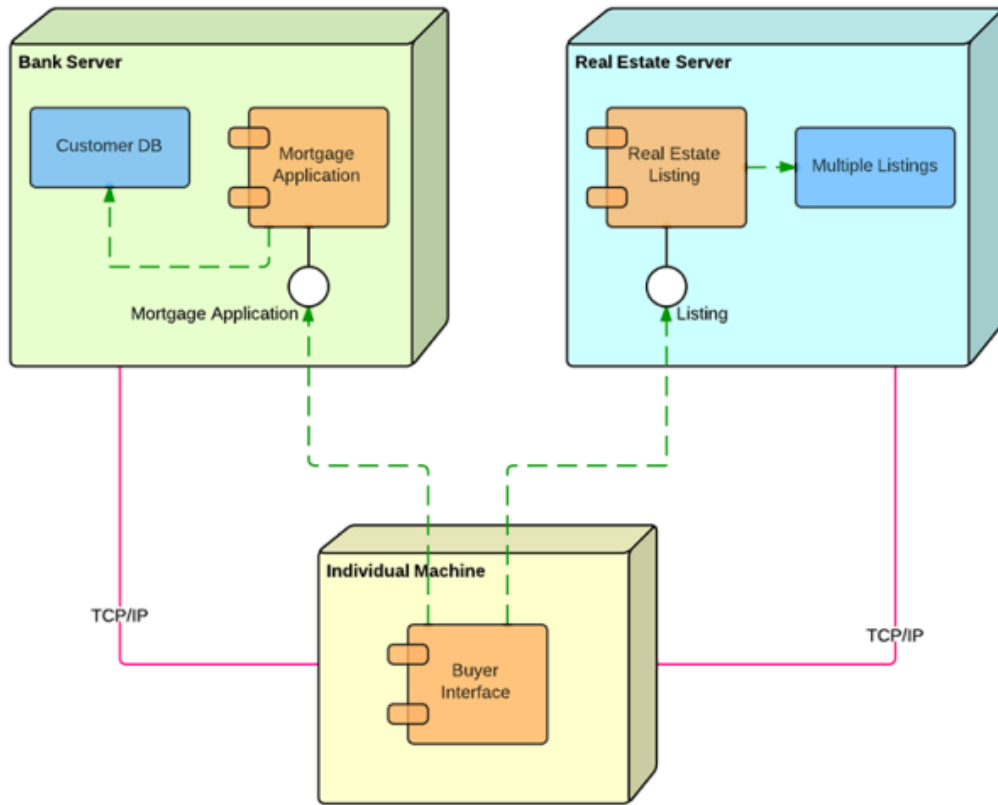 Bank Server
Customer DB
Mortgage
Application
Mortgage Application
Real Estate Server
Real Estate
Listing
Multiple Listings
Listing
TCP/IP
Individual Machine
Buyer
Interface
TCP/IP